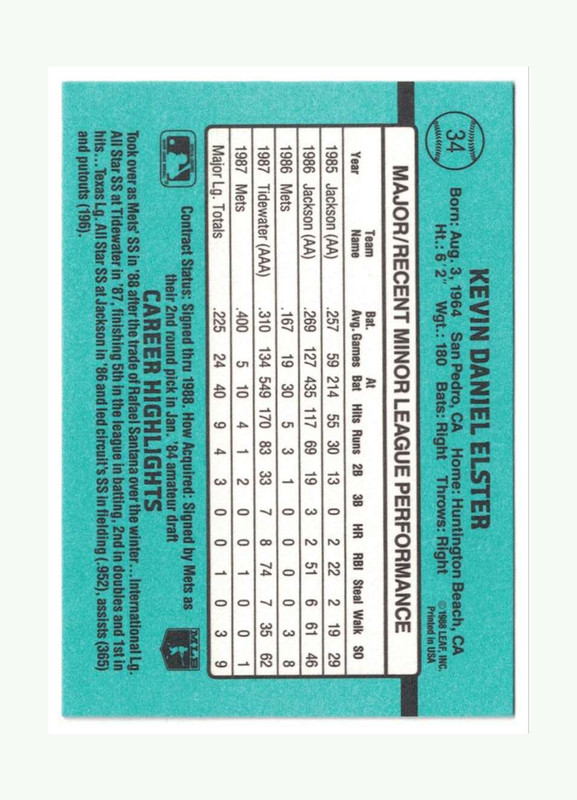 34
KEVIN DANIEL ELSTER
Born: Aug. 3, 1964 San Pedro, CA Home: Huntington Beach, CA
Ht.: 6' 2" Wgt.: 180 Bats: Right Throws: Right
© 1988 LEAF, INC.
Printed in USA
MAJOR/RECENT MINOR LEAGUE PERFORMANCE
Team Bat. At
Year Name Avg. Games Bat Hits Runs 2B 3B HR RBI Steal Walk SO
1985 Jackson (AA) .257 59 214 55 30 13 0 2 22 2 19 29
1986 Jackson (AA) .269 127 435 117 69 19 3 2 51 6 61 46
1986 Mets .167 19 30 5 3 1 0 0 0 0 3 8
1987 Tidewater (AAA) .310 134 549 170 83 33 7 8 74 7 35 62
1987 Mets .400 5 10 4 1 2 0 0 1 0 0 1
Major Lg. Totals .225 24 40 9 4 3 0 0 1 0 3 9
Contract Status: Signed thru 1988. How Acquired: Signed by Mets as
their 2nd round pick in Jan. '84 amateur draft
MLB
CAREER HIGHLIGHTS
Took over as Mets' SS in '88 after the trade of Rafael Santana over the winter...International Lg.
All Star SS at Tidewater in '87, finishing 5th in the league in batting, 2nd in doubles and 1st in
hits...Texas Lg. All Star SS at Jackson in '86 and led circuit's SS in fielding (.952), assists (365)
and putouts (196).